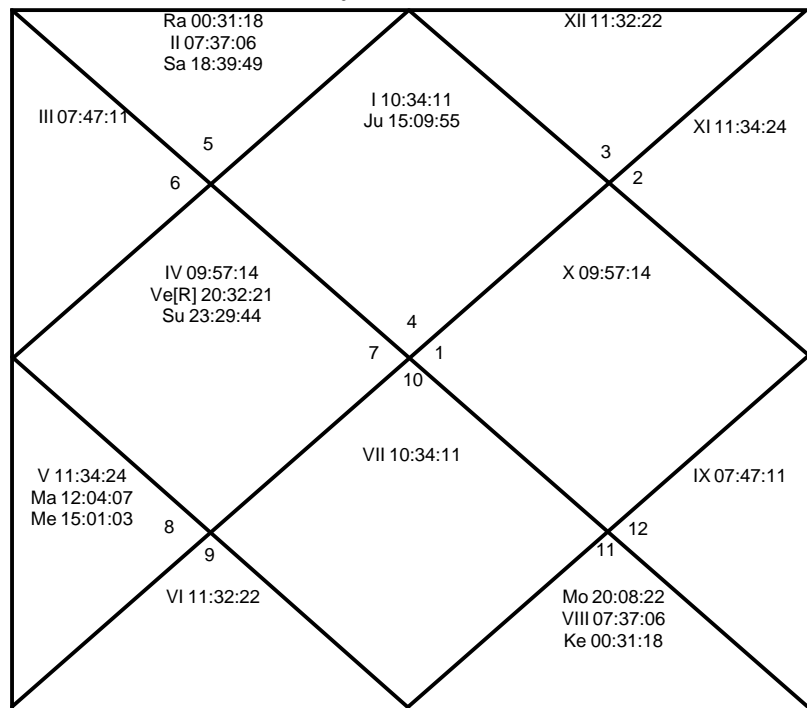 Ra 00:31:18
II 07:37:06
Sa 18:39:49
XII 11:32:22
I 10:34:11
Ju 15:09:55
III 07:47:11
XI 11:34:24
5
3
6
2
IV 09:57:14
Ve[R] 20:32:21
Su 23:29:44
X 09:57:14
4
7
1
10
VII 10:34:11
V 11:34:24
Ma 12:04:07
Me 15:01:03
IX 07:47:11
8
12
9
11
VI 11:32:22
Mo 20:08:22
VIII 07:37:06
Ke 00:31:18